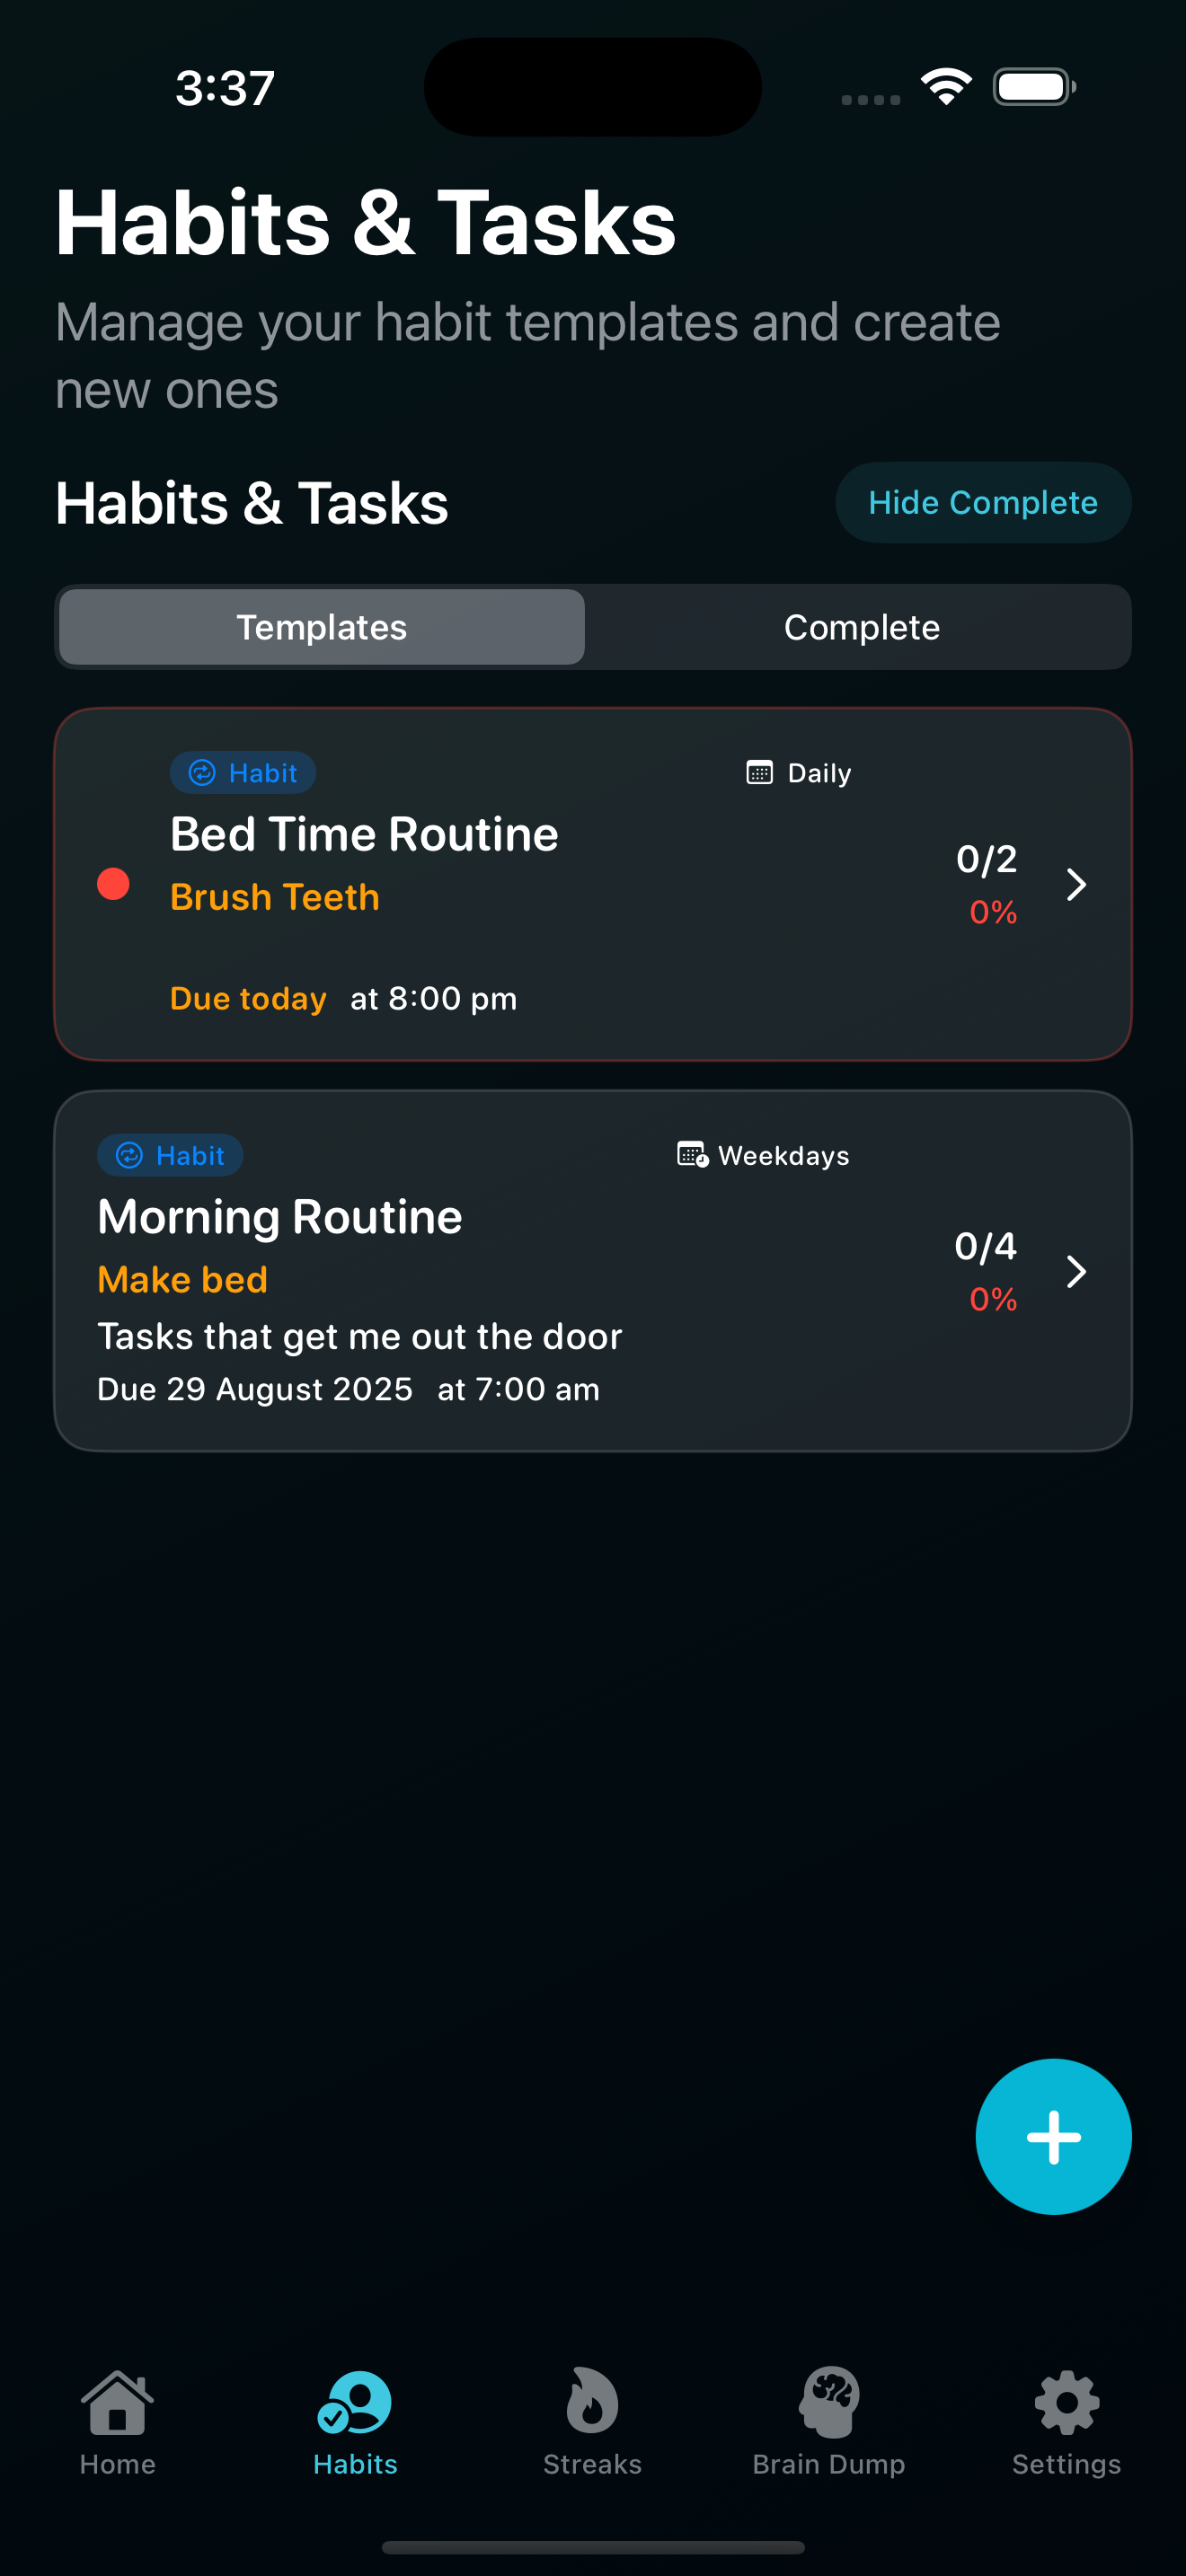 3:37
Habits & Tasks
Manage your habit templates and create
new ones
Habits & Tasks
Hide Complete
Templates
Complete
Habit
Daily
Bed Time Routine
Brush Teeth
0/2
0%
Due today at 8:00 pm
Habit
Weekdays
Morning Routine
Make bed
0/4
0%
Tasks that get me out the door
Due 29 August 2025 at 7:00 am
Home
Habits
Streaks
Brain Dump
Settings